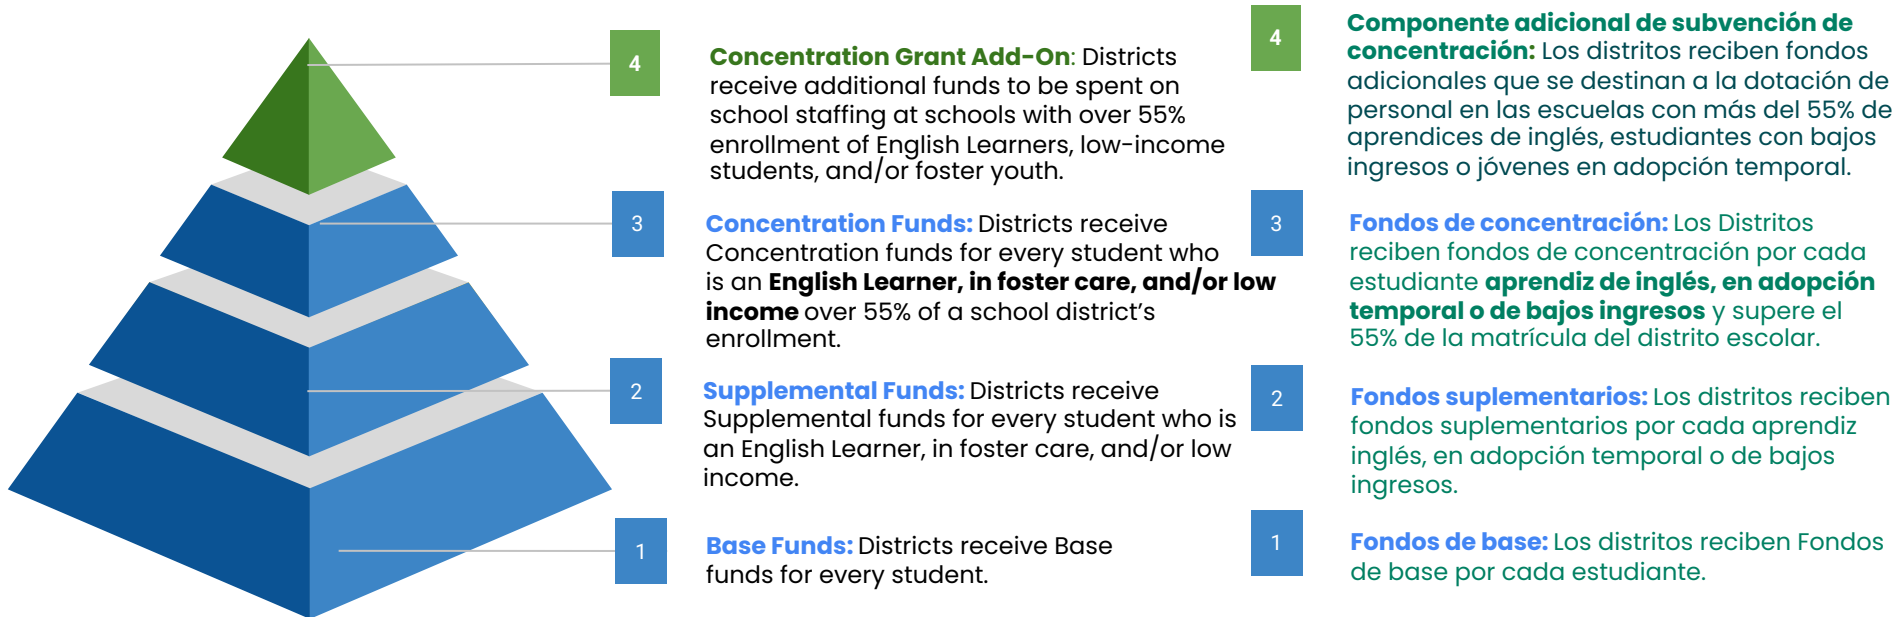 4
Concentration Grant Add-On: Districts
receive additional funds to be spent on
school staffing at schools with over 55%
enrollment of English Learners, low-income
students, and/or foster youth.
3
Concentration Funds: Districts receive
Concentration funds for every student who
is an English Learner, in foster care, and/or low
income over 55% of a school district's
enrollment.
2
Supplemental Funds: Districts receive
Supplemental funds for every student who is
an English Learner, in foster care, and/or low
income.
1
Base Funds: Districts receive Base
funds for every student.
4
Componente adicional de subvención de
concentración: Los distritos reciben fondos
adicionales que se destinan a la dotación de
personal en las escuelas con más del 55% de
aprendices de inglés, estudiantes con bajos
ingresos o jóvenes en adopción temporal.
3
Fondos de concentración: Los Distritos
reciben fondos de concentración por cada
estudiante aprendiz de inglés, en adopción
temporal o de bajos ingresos y supere el
55% de la matrícula del distrito escolar.
2
Fondos suplementarios: Los distritos reciben
fondos suplementarios por cada aprendiz
inglés, en adopción temporal o de bajos
ingresos.
1
Fondos de base: Los distritos reciben Fondos
de base por cada estudiante.